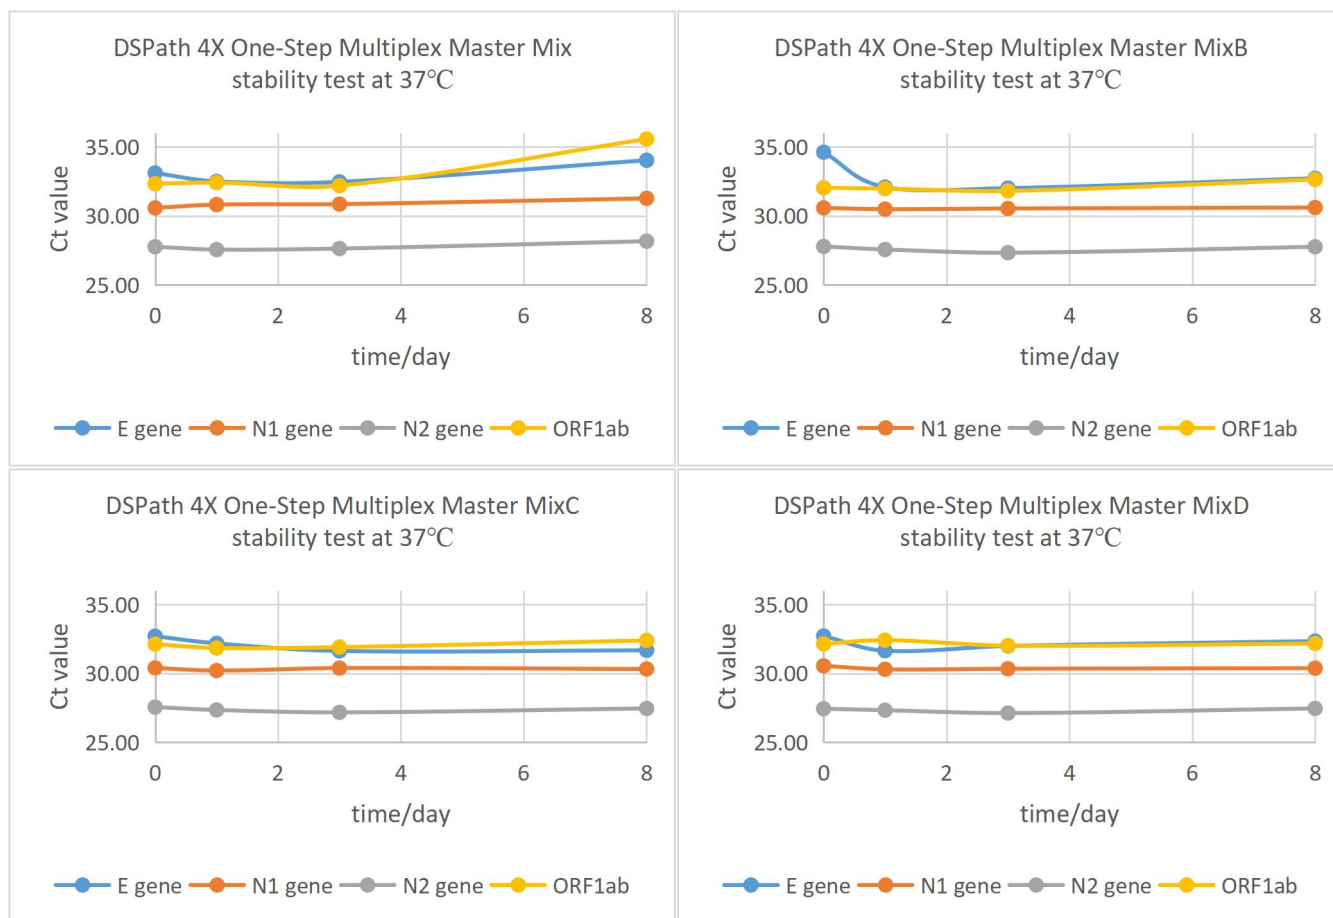 DSPath 4X One-Step Multiplex Master Mix
stability test at 37℃
Ct value
35.00
30.00
25.00
0 2 4 6 8
time/day
E gene N1 gene N2 gene ORF1ab
DSPath 4X One-Step Multiplex Master MixB
stability test at 37℃
Ct value
35.00
30.00
25.00
0 2 4 6 8
time/day
E gene N1 gene N2 gene ORF1ab
DSPath 4X One-Step Multiplex Master MixC
stability test at 37℃
Ct value
35.00
30.00
25.00
0 2 4 6 8
time/day
E gene N1 gene N2 gene ORF1ab
DSPath 4X One-Step Multiplex Master MixD
stability test at 37℃
Ct value
35.00
30.00
25.00
0 2 4 6 8
time/day
E gene N1 gene N2 gene ORF1ab